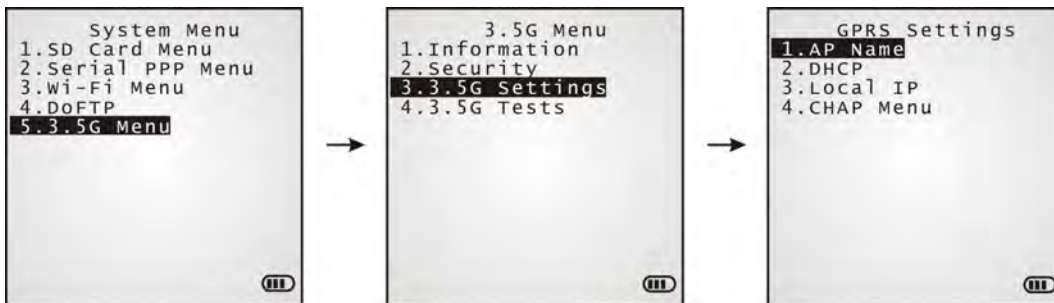 System Menu
1.SD Card Menu
2.Serial PPP Menu
3.Wi-Fi Menu
4.DoFTP
5.3.5G Menu
3.5G Menu
1.Information
2.Security
3.3.5G Settings
4.3.5G Tests
GPRS Settings
1.AP Name
2.DHCP
3.Local IP
4.CHAP Menu